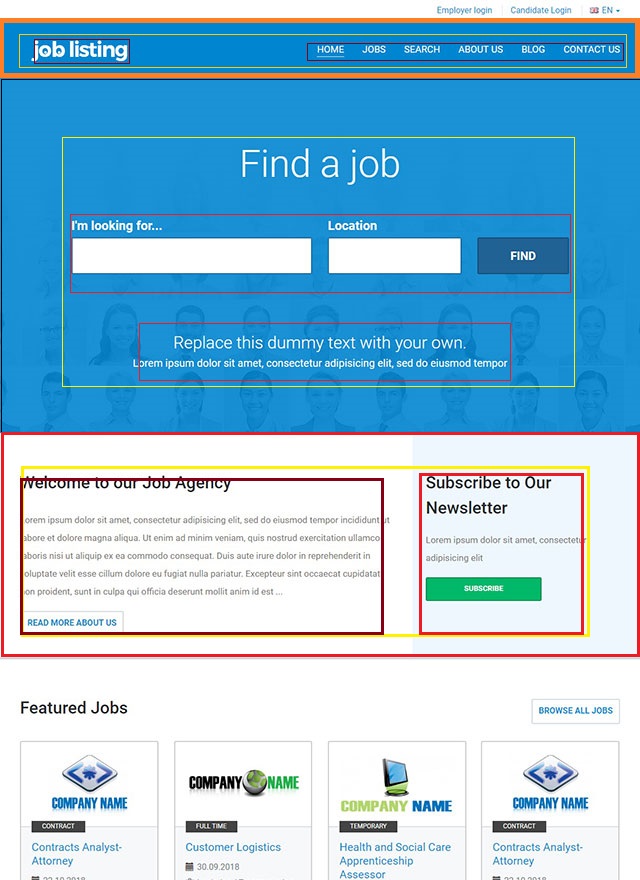 Employer login
Candidate Login
EN
job listing
HOME
JOBS
SEARCH
ABOUT US
BLOG
CONTACT US
Find a job
I'm looking for...
Location
FIND
Replace this dummy text with your own.
Lorem ipsum dolor sit amet, consectetur adipisicing elit, sed do eiusmod tempor
Welcome to our Job Agency
Lorem ipsum dolor sit amet, consectetur adipisicing elit, sed do eiusmod tempor incididunt ut
labore et dolore magna aliqua. Ut enim ad minim veniam, quis nostrud exercitation ullamco
laboris nisi ut aliquip ex ea commodo consequat. Duis aute irure dolor in reprehenderit in
voluptate velit esse cillum dolore eu fugiat nulla pariatur. Excepteur sint occaecat cupidatat
non proident, sunt in culpa qui officia deserunt mollit anim id est ...
READ MORE ABOUT US
Subscribe to Our
Newsletter
Lorem ipsum dolor sit amet, consectetur
adipisicing elit
SUBSCRIBE
Featured Jobs
BROWSE ALL JOBS
COMPANY NAME
CONTRACT
Contracts Analyst-
Attorney
22.10.2018
COMPANY NAME
FULL TIME
Customer Logistics
30.09.2018
COMPANY NAME
TEMPORARY
Health and Social Care
Apprenticeship
Assessor
COMPANY NAME
CONTRACT
Contracts Analyst-
Attorney
22.10.2018